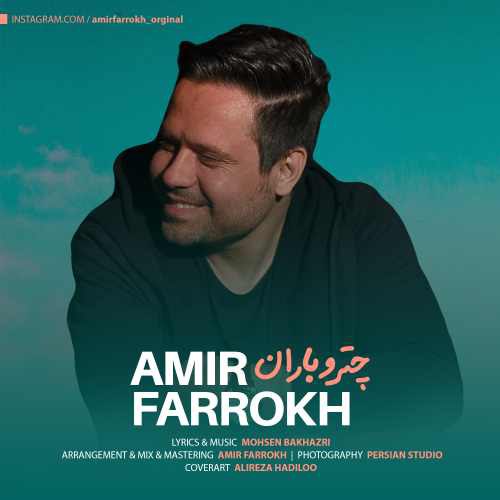 INSTAGRAM.COM / amirfarrokh_orginal
AMIR چترو باران
FARROKH
LYRICS & MUSIC MOHSEN BAKHAZRI
ARRANGEMENT & MIX & MASTERING AMIR FARROKH | PHOTOGRAPHY PERSIAN STUDIO
COVERART ALIREZA HADILOO